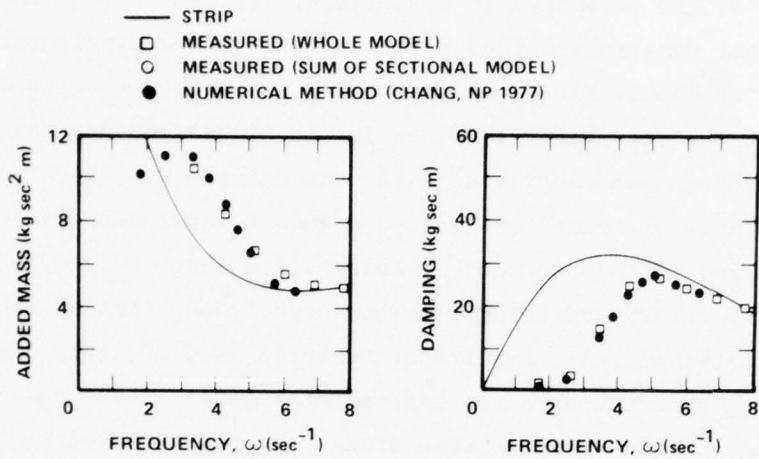 STRIP
MEASURED (WHOLE MODEL)
MEASURED (SUM OF SECTIONAL MODEL)
NUMERICAL METHOD (CHANG, NP 1977)
ADDED MASS (kg sec² m)
12
8
4
0 2 4 6 8
FREQUENCY, ω (sec⁻¹)
DAMPING (kg sec m)
60
40
20
0 2 4 6 8
FREQUENCY, ω (sec⁻¹)